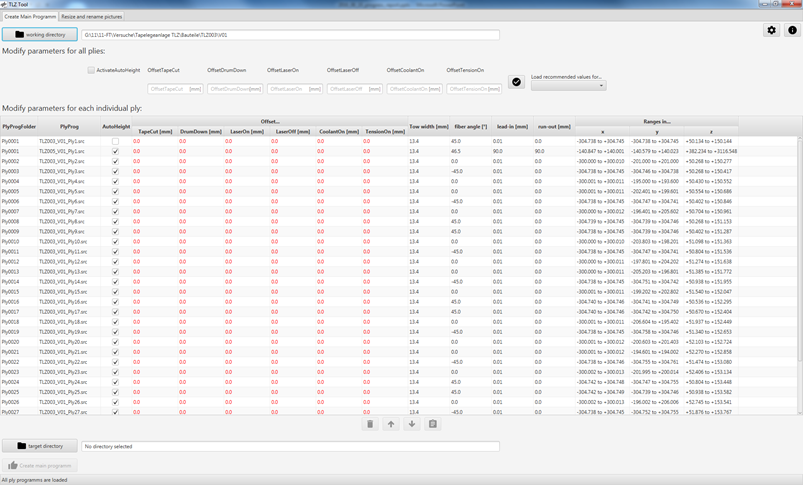 TLZ.Tool
Create Main Programm Resize and rename pictures
working directory G:\11\11-FT\Versuche\Tapelegeanlage TLZ\Bauteile\TLZ003\V01
Modify parameters for all plies:
ActivateAutoHeight OffsetTapeCut OffsetDrumDown OffsetLaserOn OffsetLaserOff OffsetCoolantOn OffsetTensionOn Load recommended values for...
OffsetTapeCut [mm] OffsetDrumDown [mm] OffsetLaserOn [mm] OffsetLaserOff [mm] OffsetCoolantOn [mm] OffsetTensionOn [mm]
Modify parameters for each individual ply:
PlyProgFolder PlyProg AutoHeight Offset... Tow width [mm] fiber angle [°] lead-in [mm] run-out [mm] Ranges in...
TapeCut [mm] DrumDown [mm] LaserOn [mm] LaserOff [mm] CoolantOn [mm] TensionOn [mm] x y z
Ply0001 TLZ003_V01_Ply1.src 0.0 0.0 0.0 0.0 0.0 0.0 13.4 45.0 0.01 0.0 -304.738 to +304.745 -304.738 to +304.745 +50.134 to +150.144
Ply0001 TLZ005_V01_Ply1.src 0.0 0.0 0.0 0.0 0.0 0.0 13.4 46.5 90.0 90.0 -140.847 to +140.001 -140.579 to +140.023 +382.234 to +3116.548
Ply0002 TLZ003_V01_Ply2.src 0.0 0.0 0.0 0.0 0.0 0.0 13.4 0.0 0.01 0.0 -300.000 to +300.010 -201.000 to +201.000 +50.268 to +150.277
Ply0003 TLZ003_V01_Ply3.src 0.0 0.0 0.0 0.0 0.0 0.0 13.4 -45.0 0.01 0.0 -304.738 to +304.746 -304.738 to +304.738 +50.268 to +150.417
Ply0004 TLZ003_V01_Ply4.src 0.0 0.0 0.0 0.0 0.0 0.0 13.4 0.0 0.01 0.0 -300.001 to +300.011 -195.000 to +193.600 +50.430 to +150.552
Ply0005 TLZ003_V01_Ply5.src 0.0 0.0 0.0 0.0 0.0 0.0 13.4 0.0 0.01 0.0 -300.001 to +300.011 -202.401 to +199.601 +50.554 to +150.686
Ply0006 TLZ003_V01_Ply6.src 0.0 0.0 0.0 0.0 0.0 0.0 13.4 -45.0 0.01 0.0 -304.738 to +304.746 -304.747 to +304.741 +50.402 to +150.846
Ply0007 TLZ003_V01_Ply7.src 0.0 0.0 0.0 0.0 0.0 0.0 13.4 0.0 0.01 0.0 -300.000 to +300.012 -196.401 to +205.602 +50.704 to +150.961
Ply0008 TLZ003_V01_Ply8.src 0.0 0.0 0.0 0.0 0.0 0.0 13.4 45.0 0.01 0.0 -304.739 to +304.746 -304.739 to +304.746 +50.268 to +151.153
Ply0009 TLZ003_V01_Ply9.src 0.0 0.0 0.0 0.0 0.0 0.0 13.4 45.0 0.01 0.0 -304.739 to +304.746 -304.739 to +304.746 +50.402 to +151.287
Ply0010 TLZ003_V01_Ply10.src 0.0 0.0 0.0 0.0 0.0 0.0 13.4 0.0 0.01 0.0 -300.000 to +300.010 -203.803 to +198.201 +51.098 to +151.363
Ply0011 TLZ003_V01_Ply11.src 0.0 0.0 0.0 0.0 0.0 0.0 13.4 -45.0 0.01 0.0 -304.738 to +304.746 -304.747 to +304.741 +50.804 to +151.536
Ply0012 TLZ003_V01_Ply12.src 0.0 0.0 0.0 0.0 0.0 0.0 13.4 0.0 0.01 0.0 -300.000 to +300.011 -197.801 to +204.202 +51.274 to +151.638
Ply0013 TLZ003_V01_Ply13.src 0.0 0.0 0.0 0.0 0.0 0.0 13.4 0.0 0.01 0.0 -300.000 to +300.011 -205.203 to +196.801 +51.385 to +151.772
Ply0014 TLZ003_V01_Ply14.src 0.0 0.0 0.0 0.0 0.0 0.0 13.4 -45.0 0.01 0.0 -304.738 to +304.745 -304.751 to +304.742 +50.938 to +151.955
Ply0015 TLZ003_V01_Ply15.src 0.0 0.0 0.0 0.0 0.0 0.0 13.4 0.0 0.01 0.0 -300.001 to +300.011 -199.202 to +202.802 +51.540 to +152.047
Ply0016 TLZ003_V01_Ply16.src 0.0 0.0 0.0 0.0 0.0 0.0 13.4 45.0 0.01 0.0 -304.740 to +304.746 -304.741 to +304.749 +50.536 to +152.295
Ply0017 TLZ003_V01_Ply17.src 0.0 0.0 0.0 0.0 0.0 0.0 13.4 45.0 0.01 0.0 -304.740 to +304.746 -304.742 to +304.750 +50.670 to +152.404
Ply0018 TLZ003_V01_Ply18.src 0.0 0.0 0.0 0.0 0.0 0.0 13.4 0.0 0.01 0.0 -300.001 to +300.011 -206.604 to +195.402 +51.937 to +152.449
Ply0019 TLZ003_V01_Ply19.src 0.0 0.0 0.0 0.0 0.0 0.0 13.4 -45.0 0.01 0.0 -304.738 to +304.746 -304.758 to +304.746 +51.340 to +152.653
Ply0020 TLZ003_V01_Ply20.src 0.0 0.0 0.0 0.0 0.0 0.0 13.4 0.0 0.01 0.0 -300.001 to +300.012 -200.603 to +201.403 +52.103 to +152.724
Ply0021 TLZ003_V01_Ply21.src 0.0 0.0 0.0 0.0 0.0 0.0 13.4 0.0 0.01 0.0 -300.001 to +300.012 -194.601 to +194.002 +52.270 to +152.858
Ply0022 TLZ003_V01_Ply22.src 0.0 0.0 0.0 0.0 0.0 0.0 13.4 -45.0 0.01 0.0 -304.738 to +304.746 -304.755 to +304.751 +51.474 to +153.080
Ply0023 TLZ003_V01_Ply23.src 0.0 0.0 0.0 0.0 0.0 0.0 13.4 0.0 0.01 0.0 -300.002 to +300.013 -201.995 to +200.014 +52.406 to +153.134
Ply0024 TLZ003_V01_Ply24.src 0.0 0.0 0.0 0.0 0.0 0.0 13.4 45.0 0.01 0.0 -304.742 to +304.748 -304.747 to +304.755 +50.804 to +153.448
Ply0025 TLZ003_V01_Ply25.src 0.0 0.0 0.0 0.0 0.0 0.0 13.4 45.0 0.01 0.0 -304.742 to +304.749 -304.739 to +304.746 +50.938 to +153.582
Ply0026 TLZ003_V01_Ply26.src 0.0 0.0 0.0 0.0 0.0 0.0 13.4 0.0 0.01 0.0 -300.002 to +300.013 -196.002 to +206.006 +52.745 to +153.541
Ply0027 TLZ003_V01_Ply27.src 0.0 0.0 0.0 0.0 0.0 0.0 13.4 -45.0 0.01 0.0 -304.738 to +304.745 -304.752 to +304.755 +51.876 to +153.767
target directory No directory selected
Create main programm
All ply programms are loaded